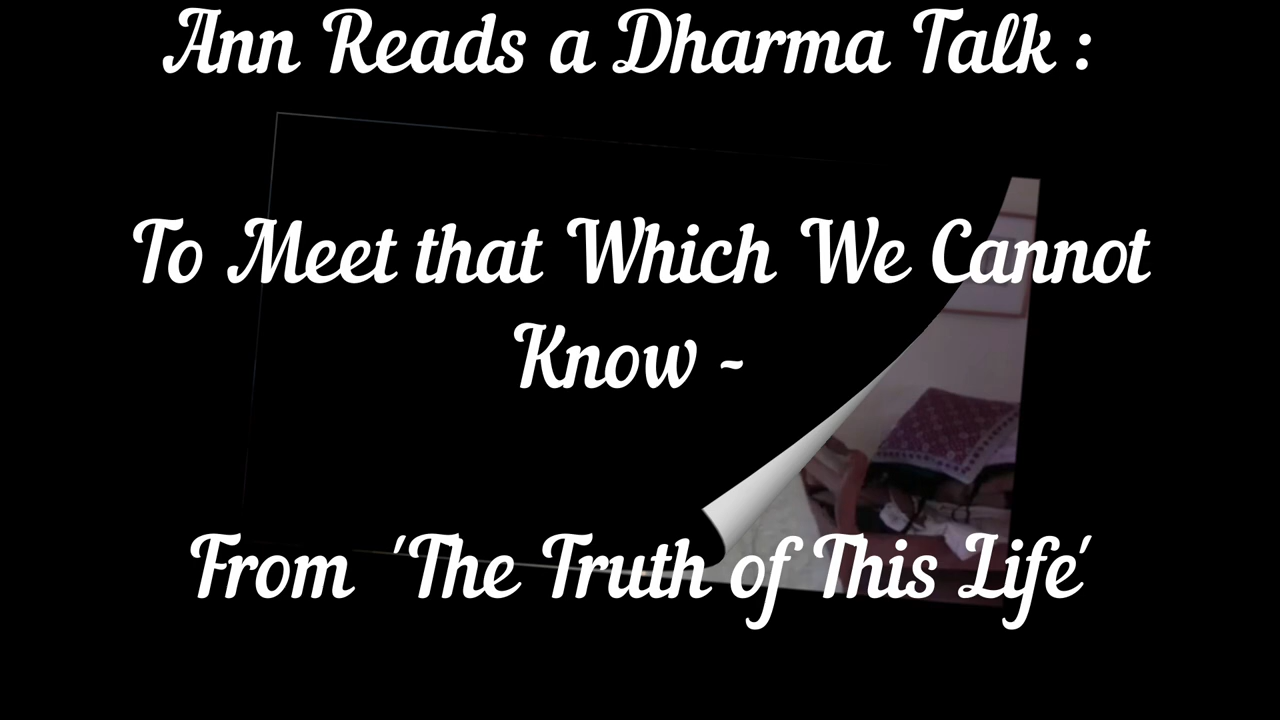 Ann Reads a Dharma Talk :
To Meet that Which We Cannot
Know ~
From 'The Truth of This Life'